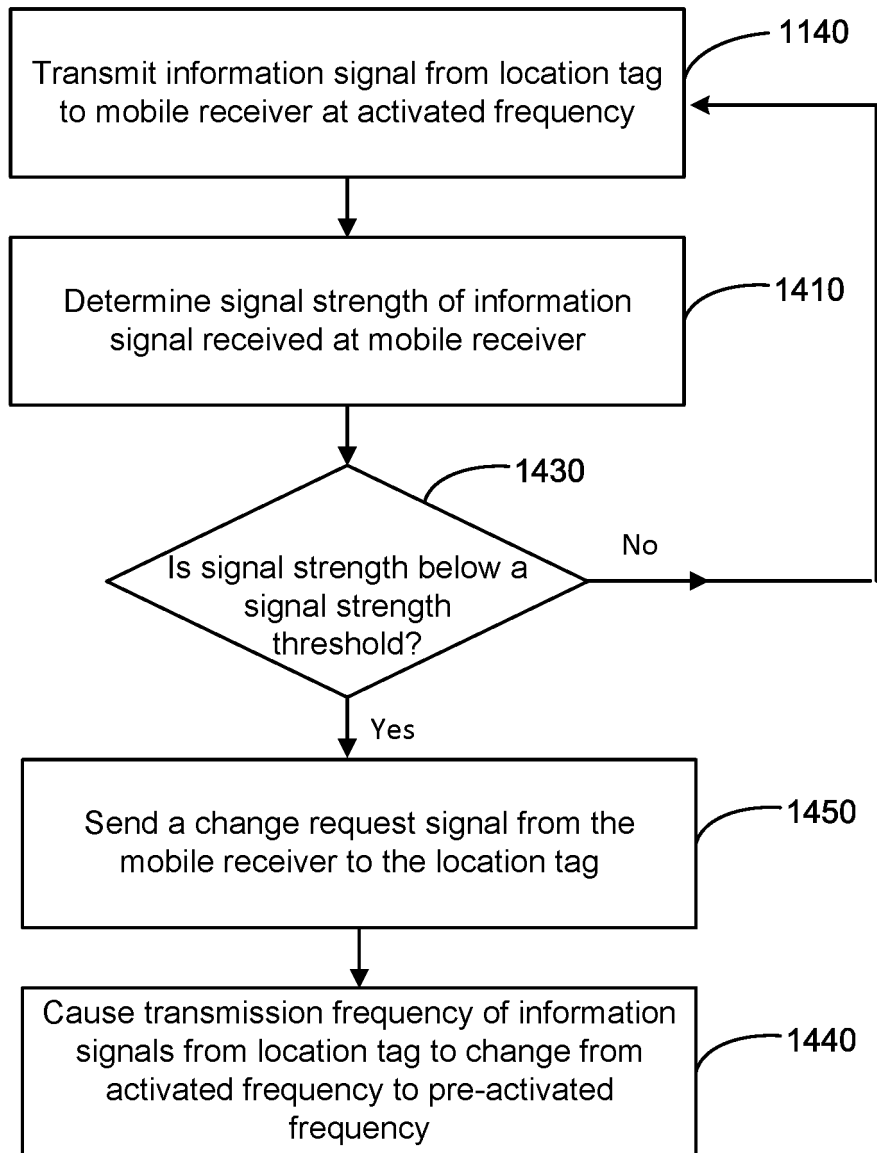 1140
Transmit information signal from location tag
to mobile receiver at activated frequency
1410
Determine signal strength of information
signal received at mobile receiver
1430
Is signal strength below a
signal strength
threshold?
No
Yes
1450
Send a change request signal from the
mobile receiver to the location tag
1440
Cause transmission frequency of information
signals from location tag to change from
activated frequency to pre-activated
frequency